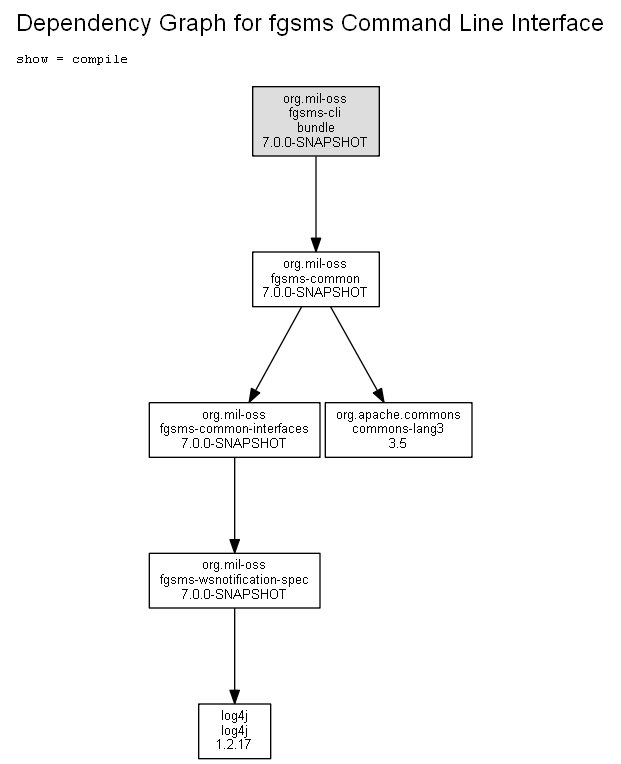 Dependency Graph for fgsms Command Line Interface
show = compile
org.mil-oss
fgsms-cli
bundle
7.0.0-SNAPSHOT
org.mil-oss
fgsms-common
7.0.0-SNAPSHOT
org.mil-oss
fgsms-common-interfaces
7.0.0-SNAPSHOT
org.apache.commons
commons-lang3
3.5
org.mil-oss
fgsms-wsnotification-spec
7.0.0-SNAPSHOT
log4j
log4j
1.2.17